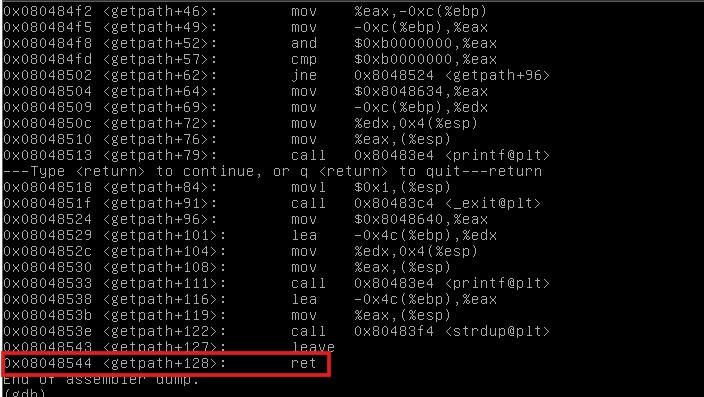 0x080484f2 <getpath+46>: mov %eax,-0xc(%ebp)
0x080484f5 <getpath+49>: mov -0xc(%ebp),%eax
0x080484f8 <getpath+52>: and $0xb0000000,%eax
0x080484fd <getpath+57>: cmp $0xb0000000,%eax
0x08048502 <getpath+62>: jne 0x8048524 <getpath+96>
0x08048504 <getpath+64>: mov $0x8048634,%eax
0x08048509 <getpath+69>: mov -0xc(%ebp),%edx
0x0804850c <getpath+72>: mov %edx,0x4(%esp)
0x08048510 <getpath+76>: mov %eax,(%esp)
0x08048513 <getpath+79>: call 0x80483e4 <printf@plt>
---Type <return> to continue, or q <return> to quit---return
0x08048518 <getpath+84>: movl $0x1,(%esp)
0x0804851f <getpath+91>: call 0x80483c4 <_exit@plt>
0x08048524 <getpath+96>: mov $0x8048640,%eax
0x08048529 <getpath+101>: lea -0x4c(%ebp),%edx
0x0804852c <getpath+104>: mov %edx,0x4(%esp)
0x08048530 <getpath+108>: mov %eax,(%esp)
0x08048533 <getpath+111>: call 0x80483e4 <printf@plt>
0x08048538 <getpath+116>: lea -0x4c(%ebp),%eax
0x0804853b <getpath+119>: mov %eax,(%esp)
0x0804853e <getpath+122>: call 0x80483f4 <strdup@plt>
0x08048543 <getpath+127>: leave
0x08048544 <getpath+128>: ret
End of assembler dump.
(gdb)